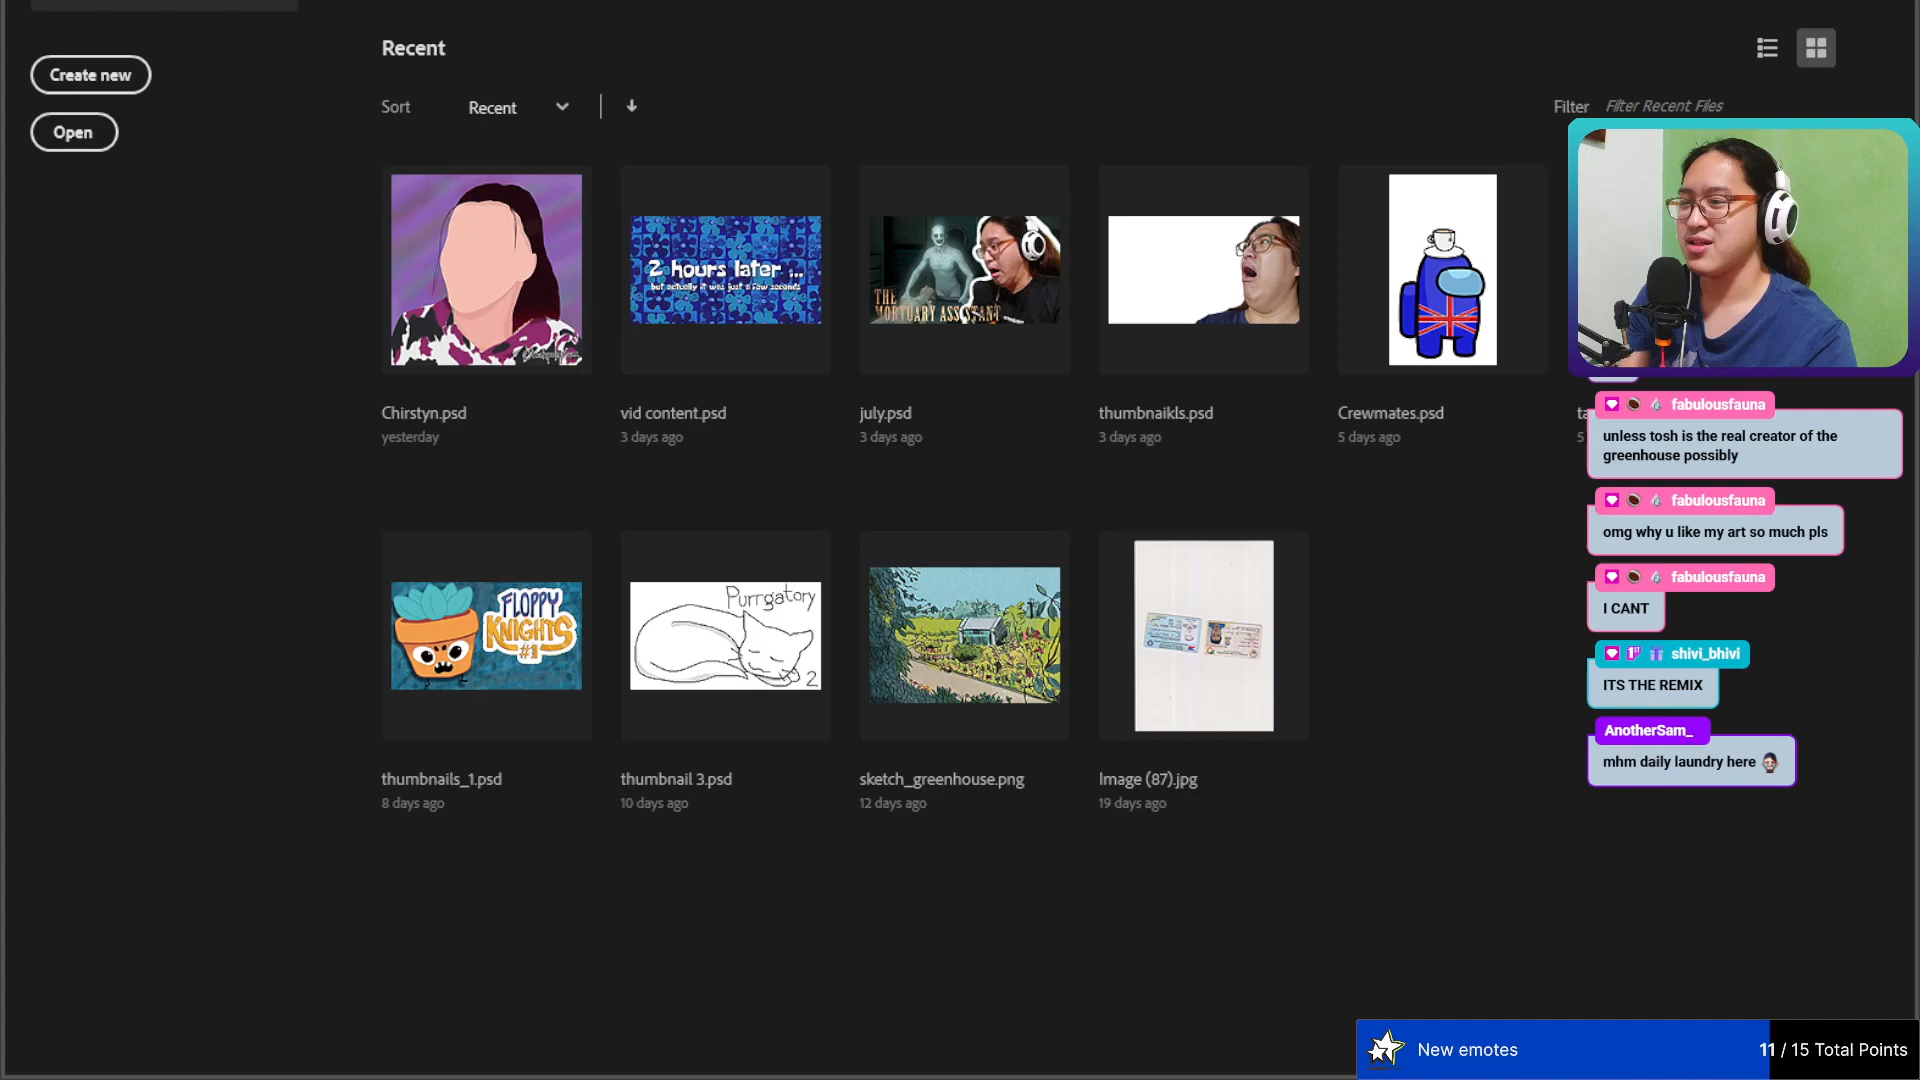 Create new
Open
Recent
Sort
Recent
Filter
Filter Recent Files
2 hours later ...
but actually it was just a few seconds
THE
MORTUARY ASSISTANT
Chirstyn.psd
yesterday
vid content.psd
3 days ago
july.psd
3 days ago
thumbnaikls.psd
3 days ago
Crewmates.psd
5 days ago
5
FLOPPY
KNIGHTS
#1
Purrgatory
2
thumbnails_1.psd
8 days ago
thumbnail 3.psd
10 days ago
sketch_greenhouse.png
12 days ago
Image (87).jpg
19 days ago
fabulousfauna
unless tosh is the real creator of the
greenhouse possibly
fabulousfauna
omg why u like my art so much pls
fabulousfauna
I CANT
shivi_bhivi
ITS THE REMIX
AnotherSam_
mhm daily laundry here
New emotes
11 / 15 Total Points